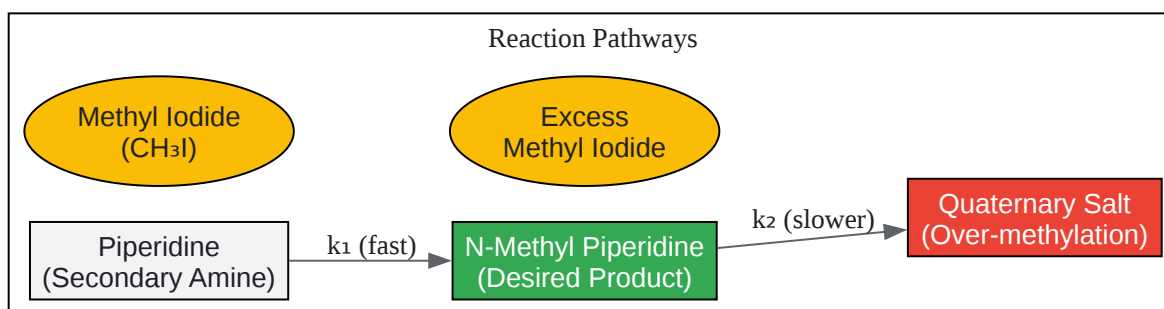 Reaction Pathways
Methyl Iodide
(CH₃I)
Excess
Methyl Iodide
Piperidine
(Secondary Amine)
k₁ (fast)
N-Methyl Piperidine
(Desired Product)
k₂ (slower)
Quaternary Salt
(Over-methylation)